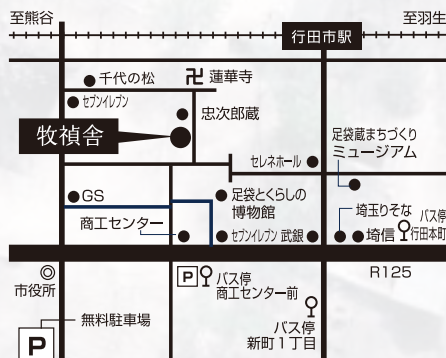 至熊谷
至羽生
行田市駅
千代の松
卍 蓮華寺
セブンイレブン
忠次郎蔵
牧禎舎
足袋蔵まちづくり
ミュージアム
セレネホール
GS
足袋とくらしの
博物館
商工センター
セブンイレブン 武銀
埼玉りそな
埼信
バス停
行田本町
R125
市役所
P
バス停
商工センター前
バス停
新町1丁目
無料駐車場
P